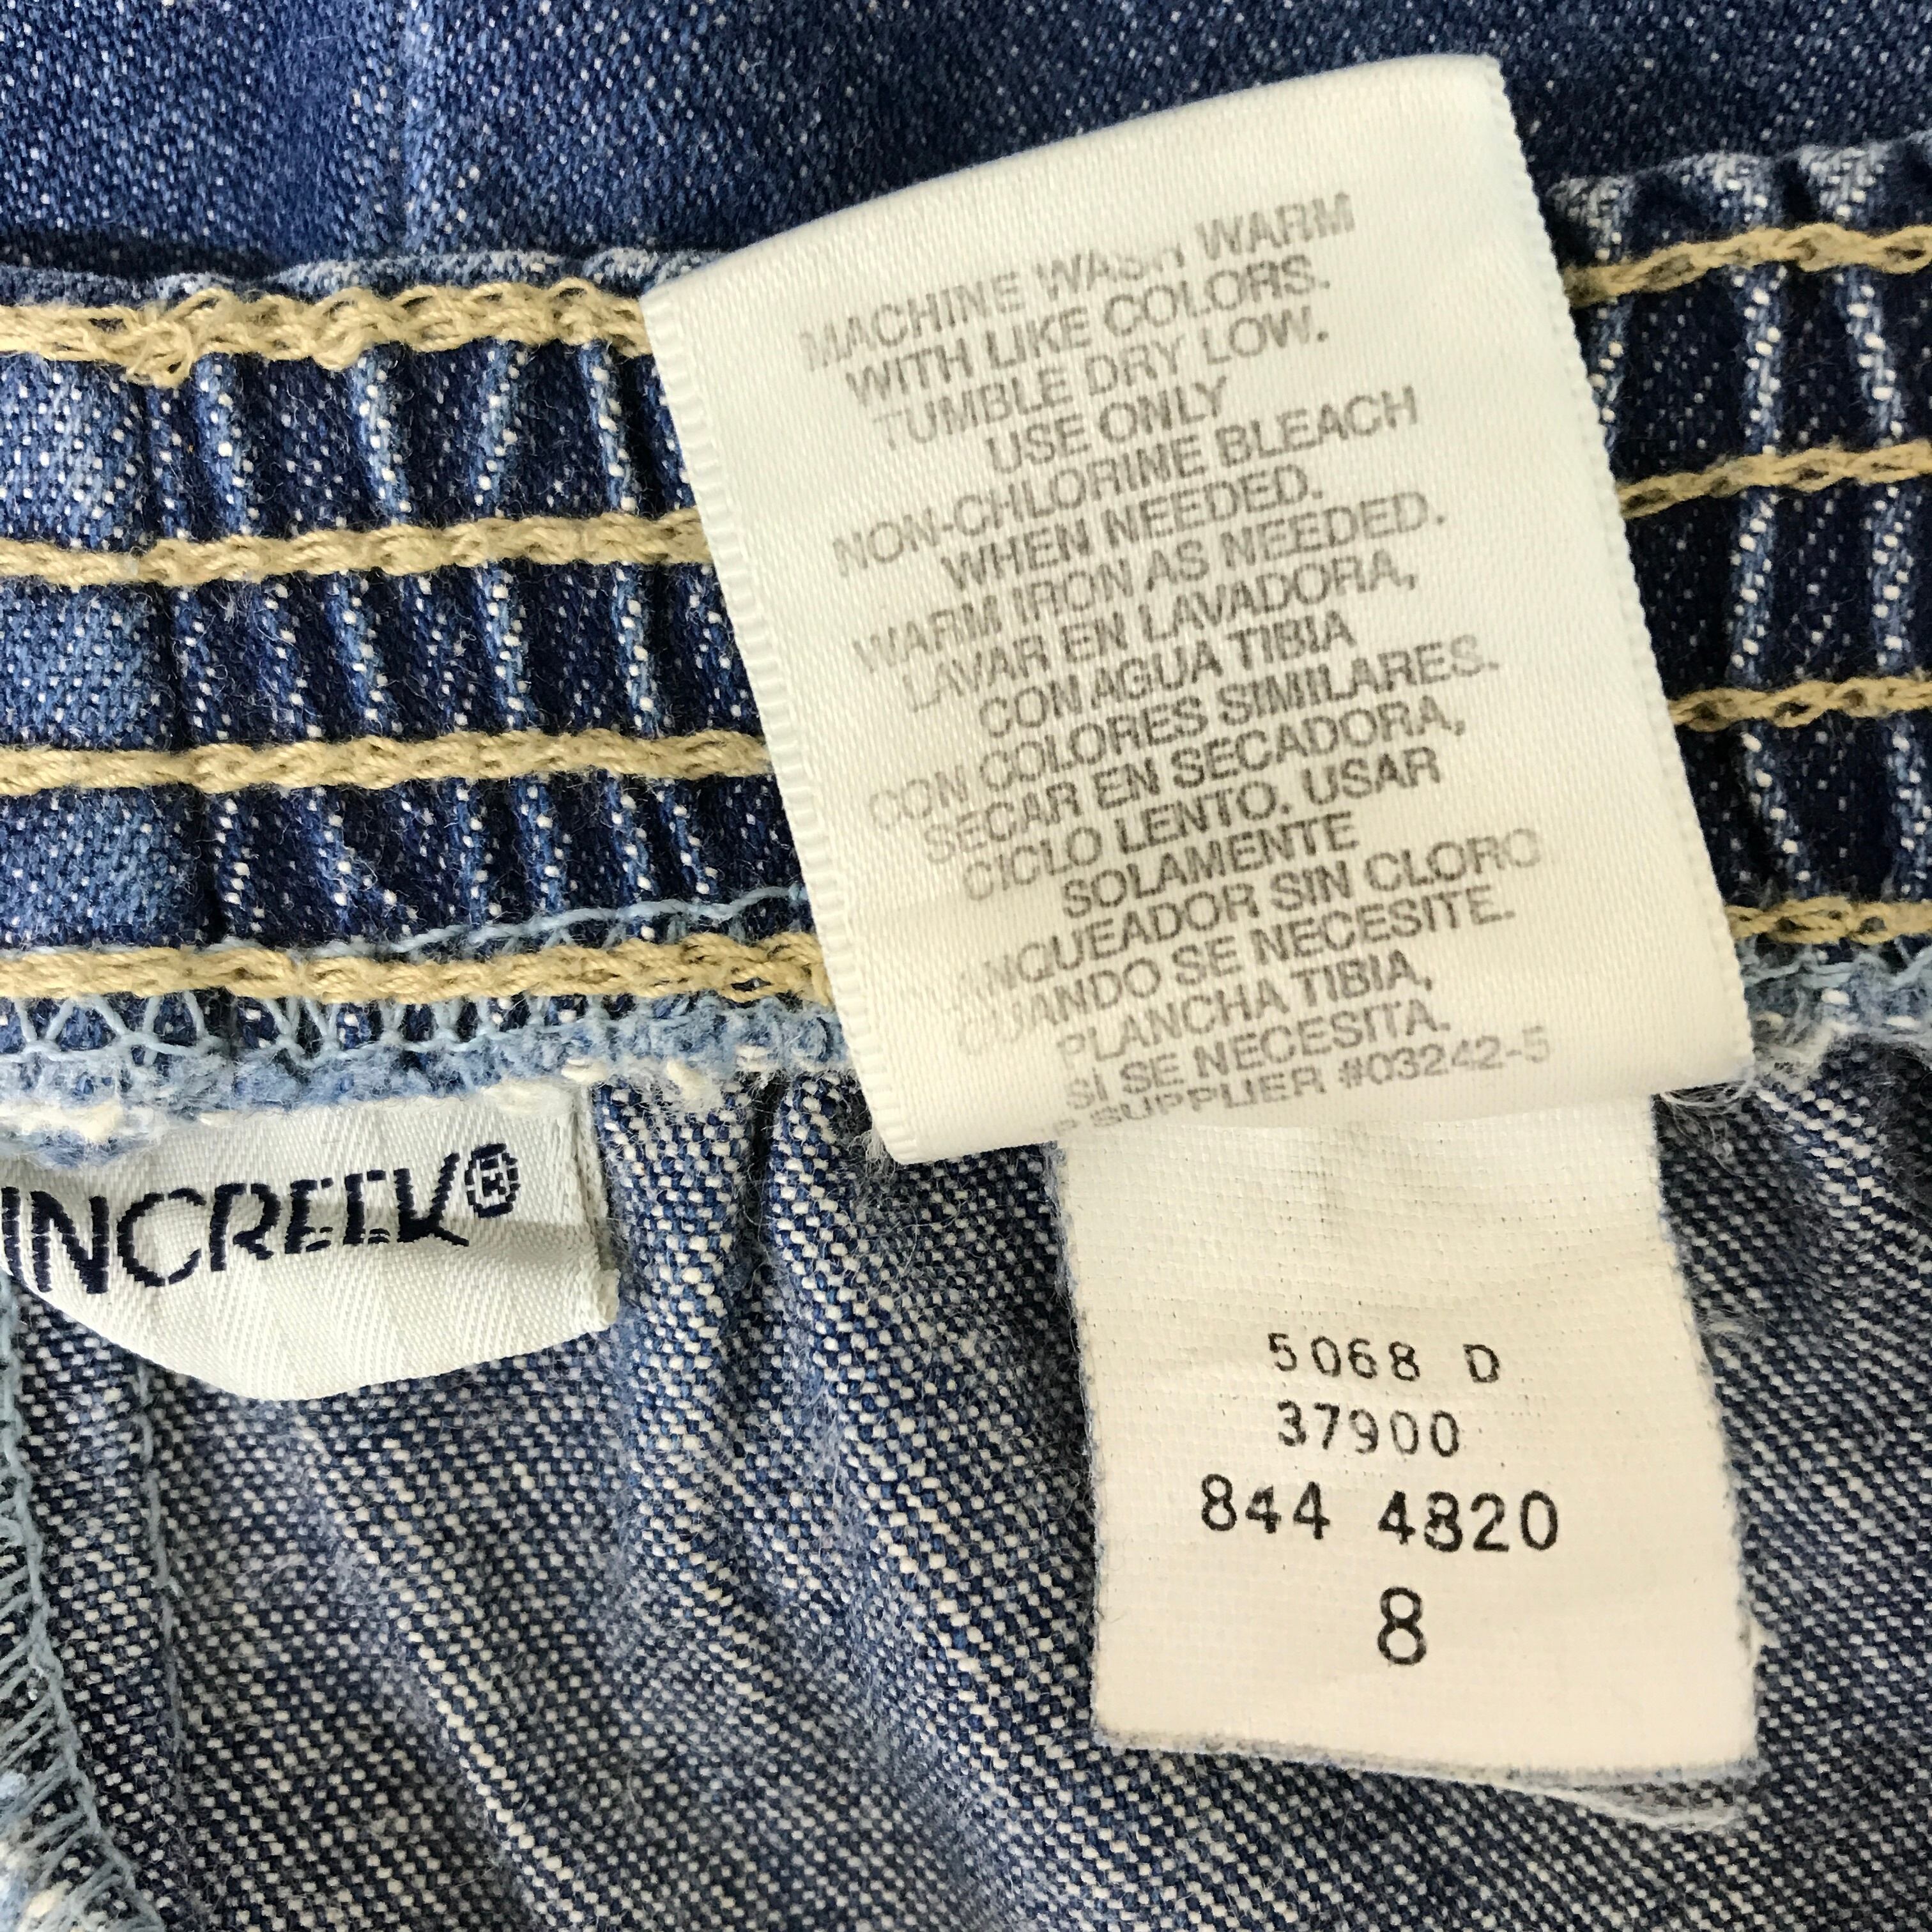 MACHINE WASH WARM
WITH LIKE COLORS.
TUMBLE DRY LOW.
USE ONLY
NON-CHLORINE BLEACH
WHEN NEEDED.
WARM IRON AS NEEDED.
LAVAR EN LAVADORA,
CON AGUA TIBIA
CON COLORES SIMILARES.
SECAR EN SECADORA,
CICLO LENTO. USAR
SOLAMENTE
ANQUEADOR SIN CLORO
CUANDO SE NECESITE.
PLANCHA TIBIA,
SI SE NECESITA.
SUPPLIER #03242-5
INCREEK®
5068 D
37900
844 4820
8